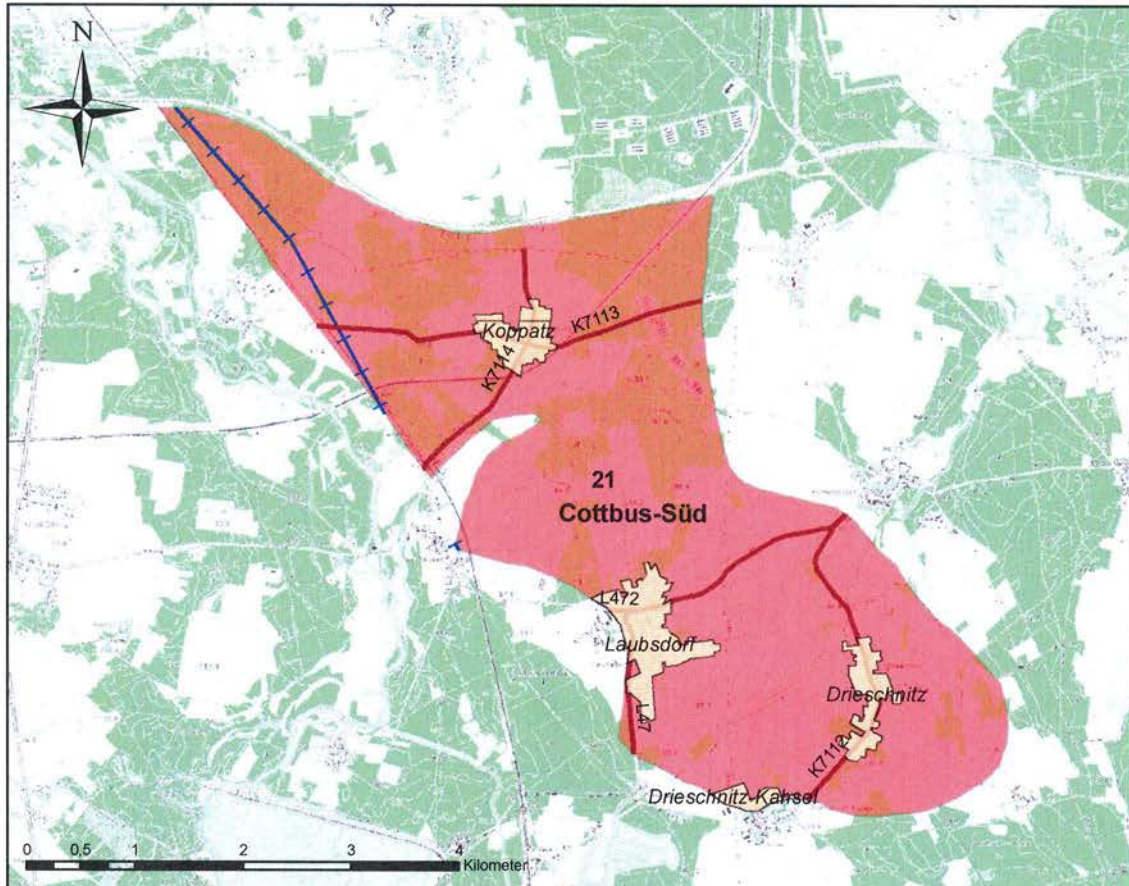 N
Koppatz
K7113
K7114
21
Cottbus-Süd
L472
Laubsdorf
Drieschnitz
L47
K7112
Drieschnitz-Kahsel
0 0,5 1 2 3 4
Kilometer